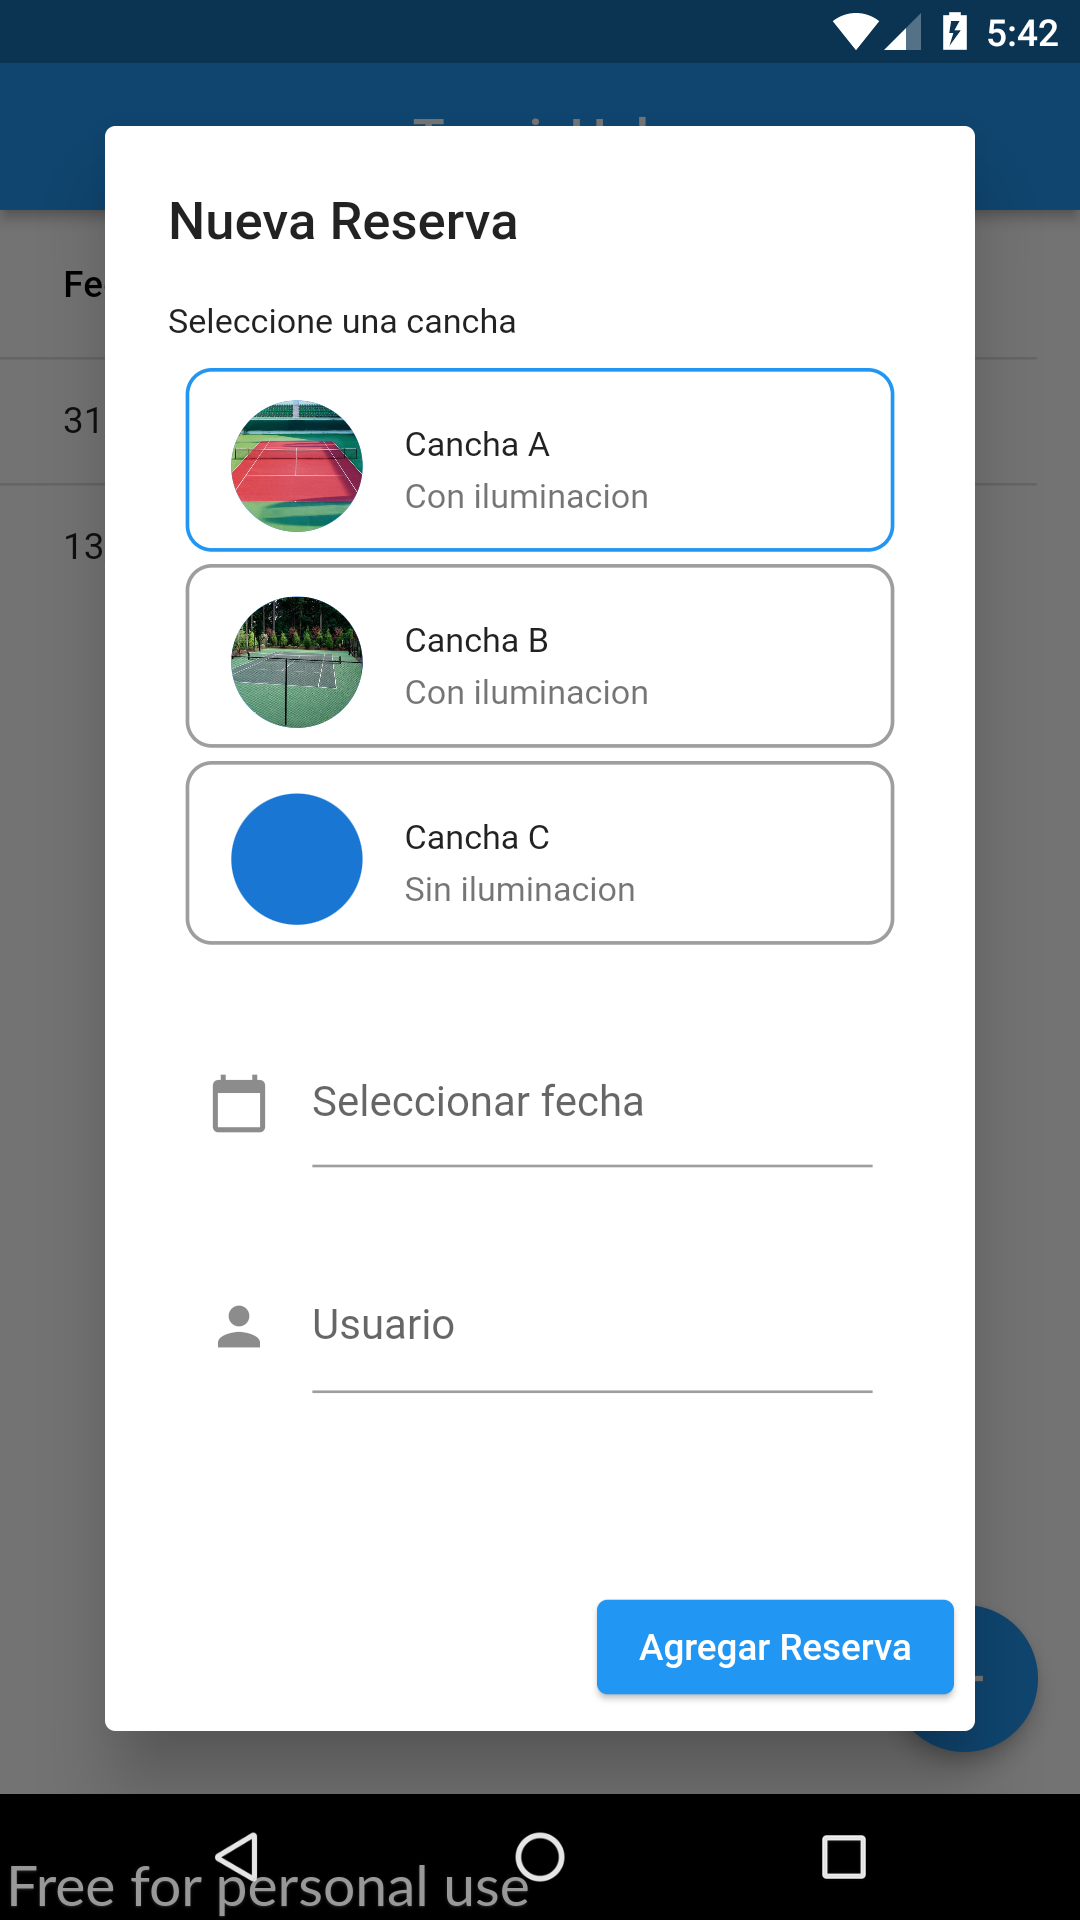 5:42
Nueva Reserva
Fe
Seleccione una cancha
Cancha A
31
Con iluminacion
13
Cancha B
Con iluminacion
Cancha C
Sin iluminacion
Seleccionar fecha
Usuario
Agregar Reserva
Free for personal use